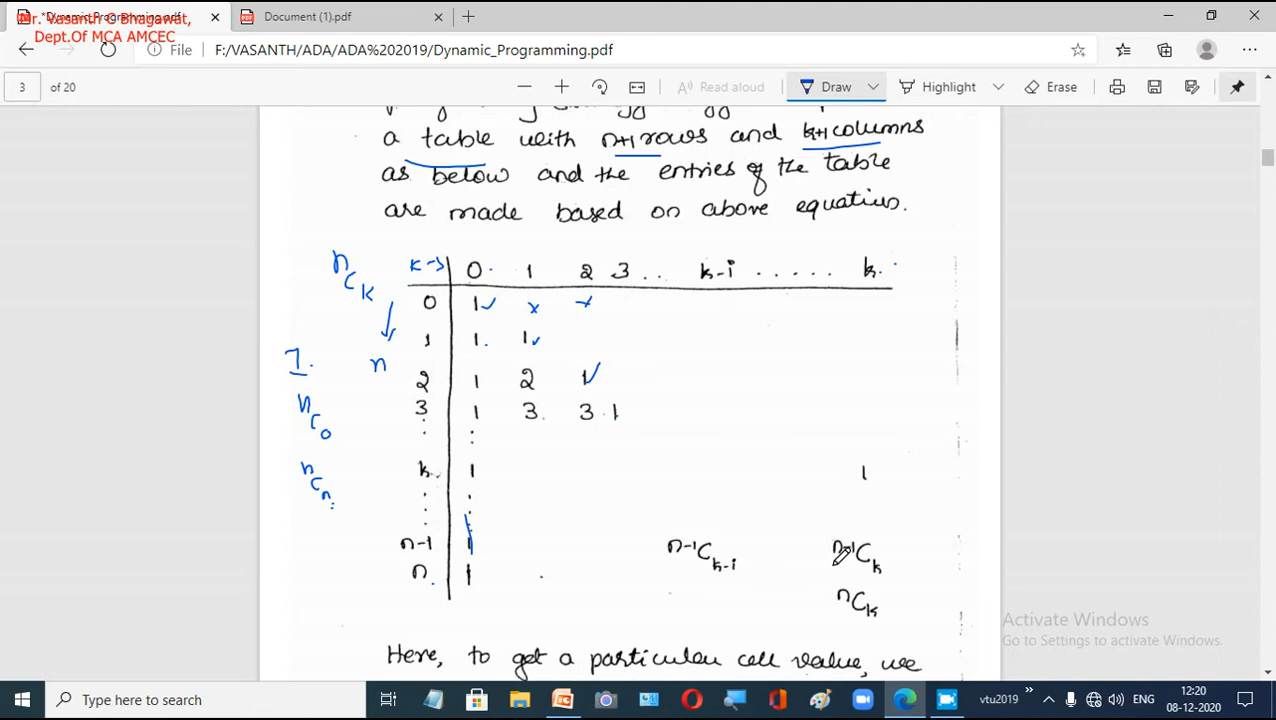 *Dynamic_Programming.pdf
Document (1).pdf
Dr. Vasanth G Bhagawat,
Dept.Of MCA AMCEC
File F:/VASANTH/ADA/ADA%202019/Dynamic_Programming.pdf
3 of 20 Read aloud Draw Highlight Erase
a table with n+1 rows and k+1 columns
as below and the entries of the table
are made based on above equations.
nCk k→ 0 1 2 3 .. k-1 ..... k
0 1 ✓ × ×
1 1 1 ✓
1. n 2 1 2 1 ✓
nC0 3 1 3 3 1
nCn k 1 1
n-1 1 n-1Ck-1 n-1Ck
n 1 nCk
Activate Windows
Go to Settings to activate Windows.
Here, to get a particular cell value, we
Type here to search
vtu2019 » ENG 12:20
08-12-2020